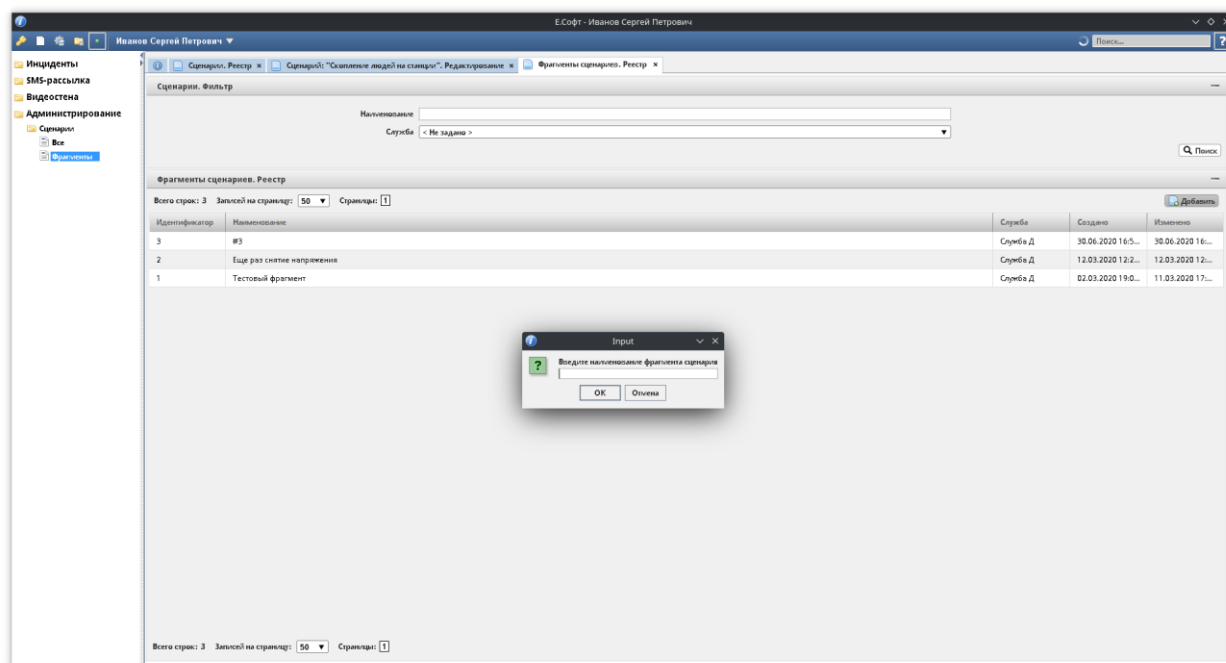 Е.Софт - Иванов Сергей Петрович
Иванов Сергей Петрович ▼
Поиск...
?
Инциденты
SMS-рассылка
Видеостена
Администрирование
Сценарии
Все
Фрагменты
Сценарии. Реестр ×
Сценарий: "Скопление людей на станции". Редактирование ×
Фрагменты сценариев. Реестр ×
Сценарии. Фильтр
Наименование
Служба < Не задано >
Поиск
Фрагменты сценариев. Реестр
Всего строк: 3 Записей на страницу: 50 Страницы: 1
Добавить
Идентификатор Наименование Служба Создано Изменено
3 #3 Служба Д 30.06.2020 16:5... 30.06.2020 16:...
2 Еще раз снятие напряжения Служба Д 12.03.2020 12:2... 12.03.2020 12:...
1 Тестовый фрагмент Служба Д 02.03.2020 19:0... 11.03.2020 17:...
Input
Введите наименование фрагмента сценария
?
OK Отмена
Всего строк: 3 Записей на страницу: 50 Страницы: 1